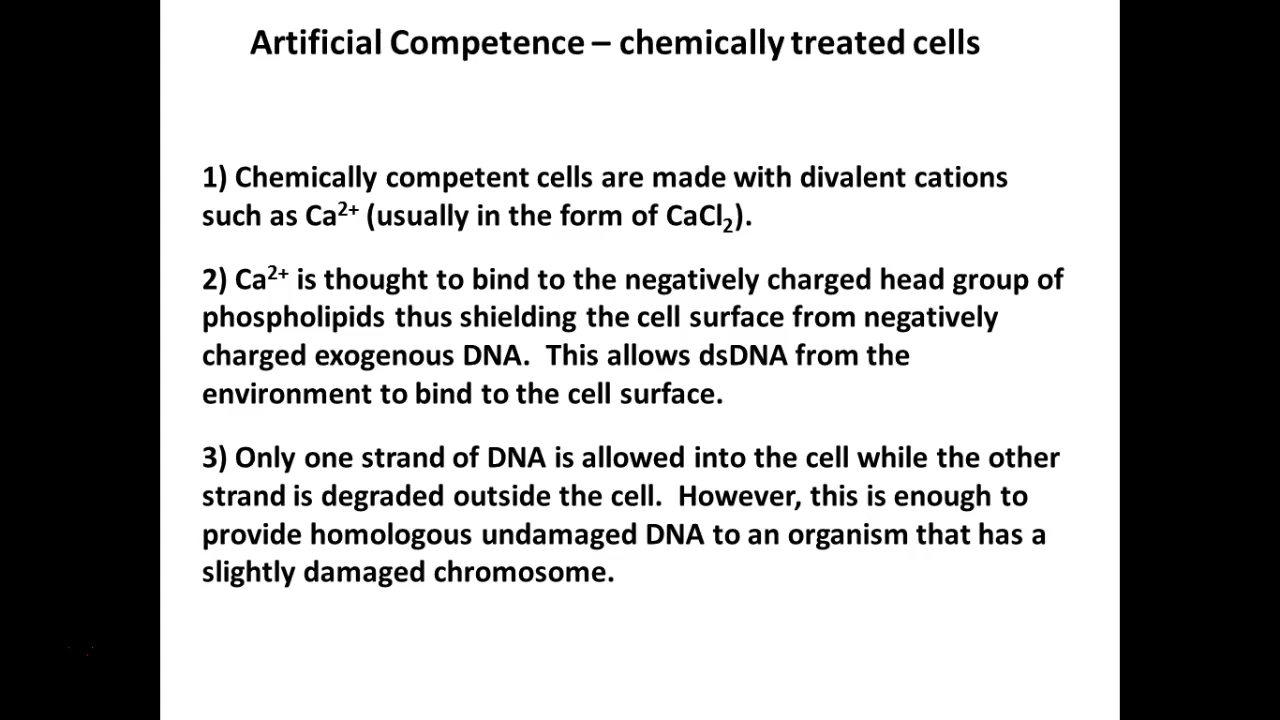 Artificial Competence – chemically treated cells
1) Chemically competent cells are made with divalent cations
such as Ca²⁺ (usually in the form of CaCl₂).
2) Ca²⁺ is thought to bind to the negatively charged head group of
phospholipids thus shielding the cell surface from negatively
charged exogenous DNA.  This allows dsDNA from the
environment to bind to the cell surface.
3) Only one strand of DNA is allowed into the cell while the other
strand is degraded outside the cell.  However, this is enough to
provide homologous undamaged DNA to an organism that has a
slightly damaged chromosome.